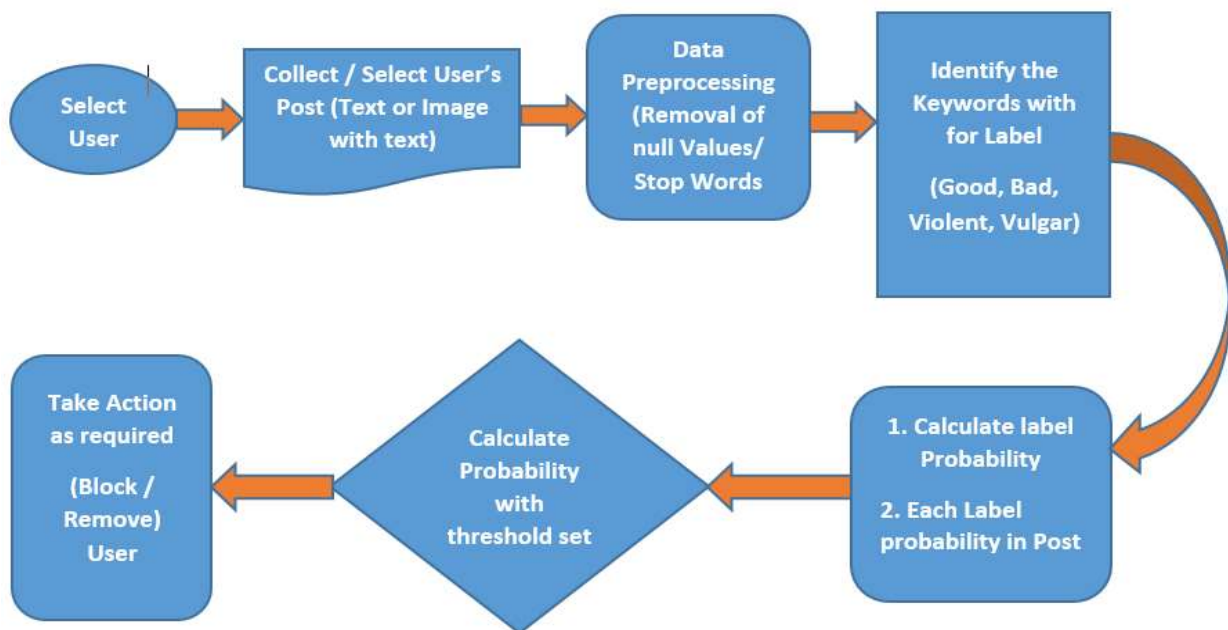 Select
User
Collect / Select User's
Post (Text or Image
with text)
Data
Preprocessing
(Removal of
null Values/
Stop Words
Identify the
Keywords with
for Label
(Good, Bad,
Violent, Vulgar)
1. Calculate label
Probability
2. Each Label
probability in Post
Calculate
Probability
with
threshold set
Take Action
as required
(Block /
Remove)
User